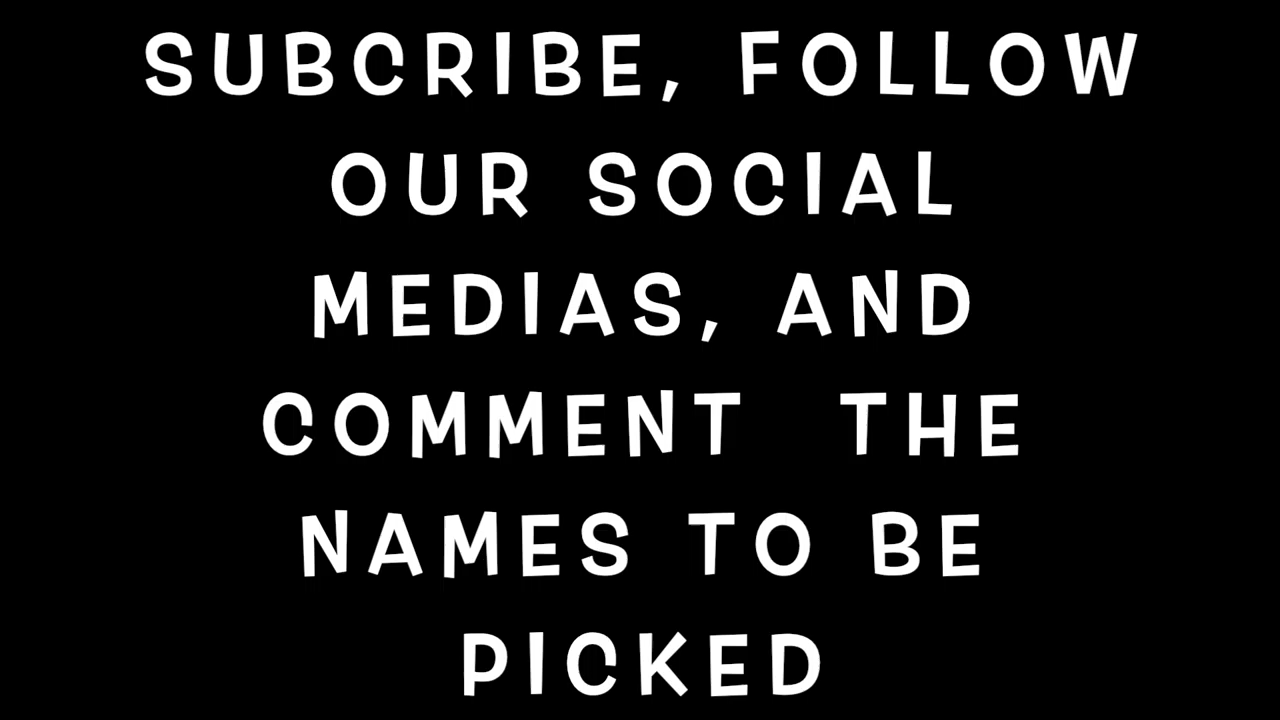 SUBCRIBE, FOLLOW
OUR SOCIAL
MEDIAS, AND
COMMENT THE
NAMES TO BE
PICKED